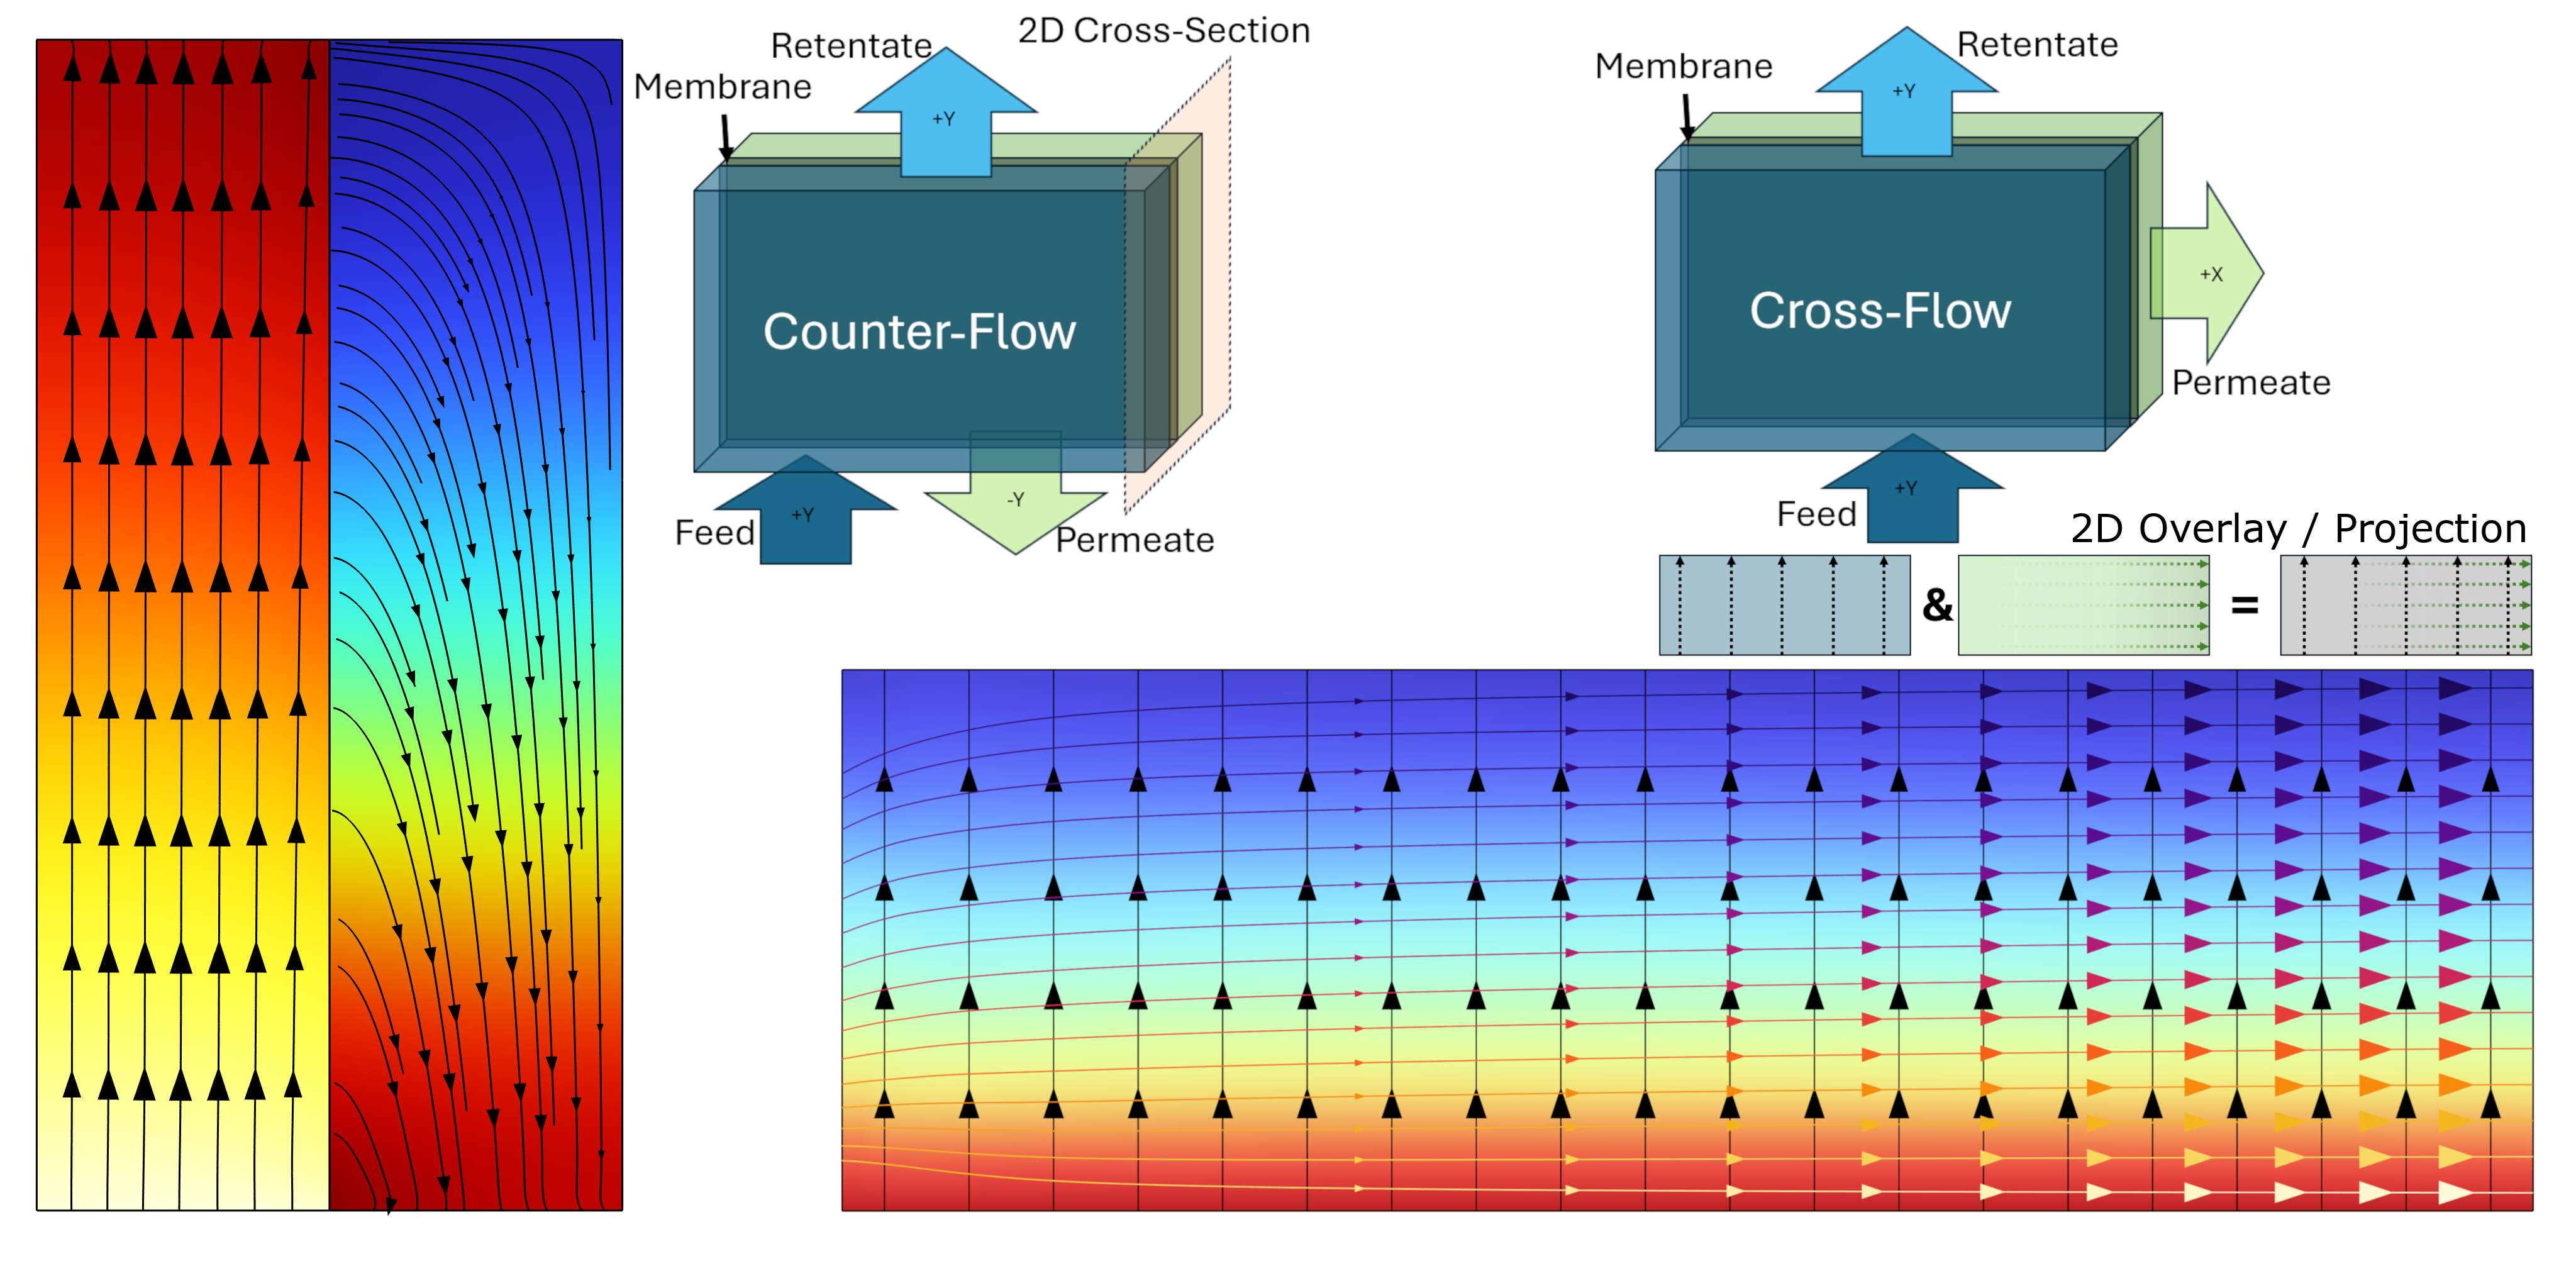 2D Cross-Section
Retentate
Membrane
+Y
Counter-Flow
+Y
-Y
Feed
Permeate
Retentate
Membrane
+Y
Cross-Flow
+X
Permeate
+Y
Feed
2D Overlay / Projection
& =